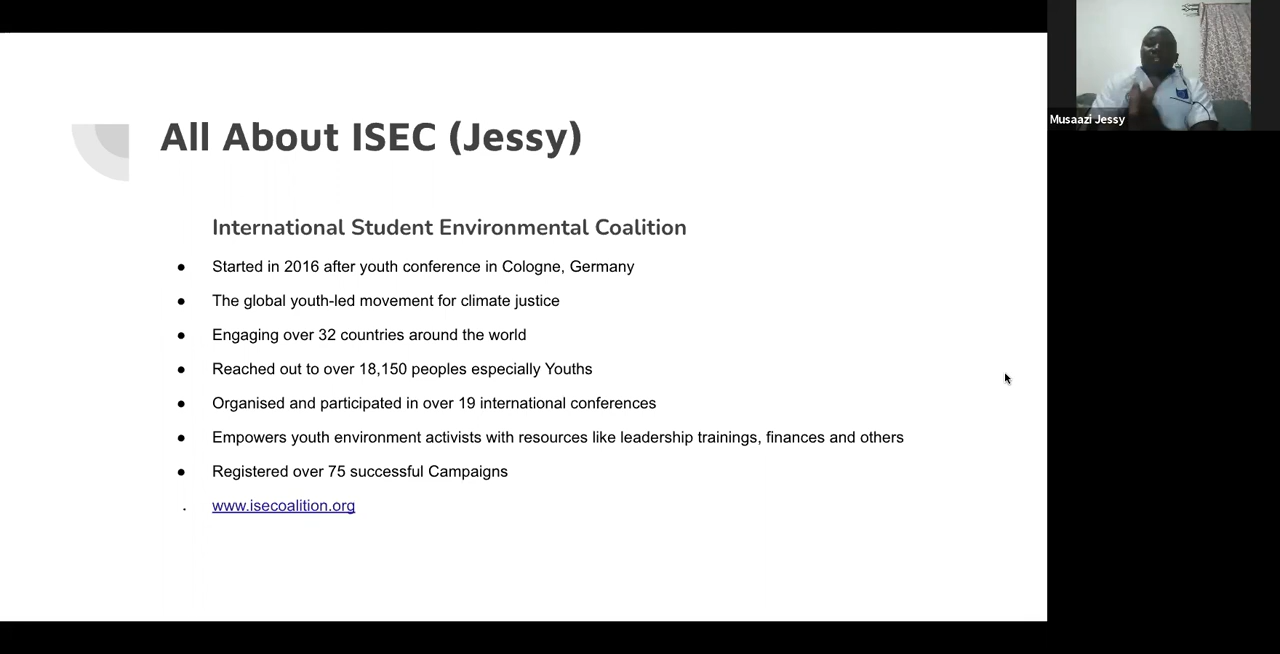 All About ISEC (Jessy)
International Student Environmental Coalition
● Started in 2016 after youth conference in Cologne, Germany
● The global youth-led movement for climate justice
● Engaging over 32 countries around the world
● Reached out to over 18,150 peoples especially Youths
● Organised and participated in over 19 international conferences
● Empowers youth environment activists with resources like leadership trainings, finances and others
● Registered over 75 successful Campaigns
. www.isecoalition.org
Musaazi Jessy